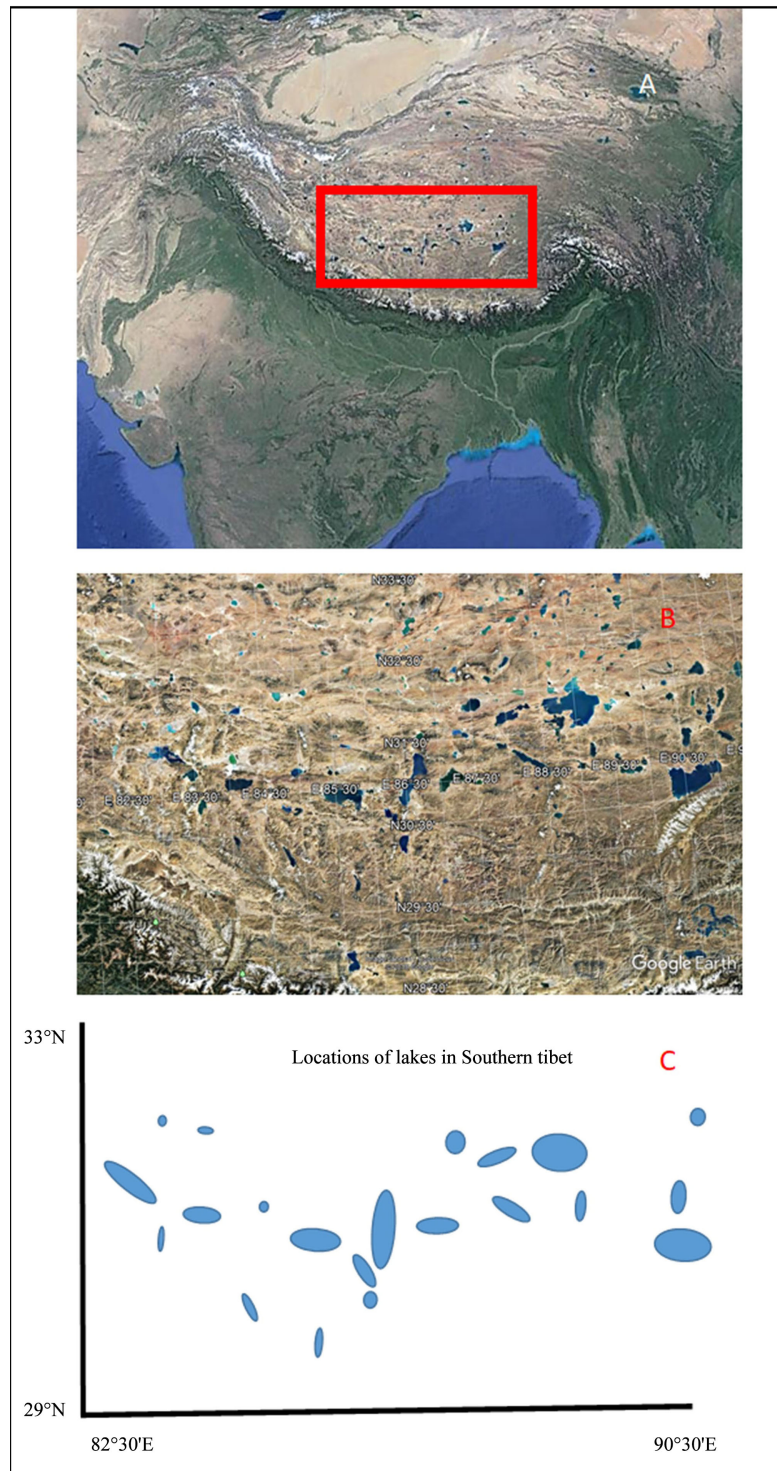 A
N33°30'
B
N32°30'
N31°30'
E 82°30'
E 83°30'
E 84°30'
E 85°30'
E 86°30'
E 87°30'
E 88°30'
E 89°30'
E 90°30'
N30°30'
N29°30'
Google Earth
N28°30'
33°N
Locations of lakes in Southern tibet
C
29°N
82°30'E
90°30'E